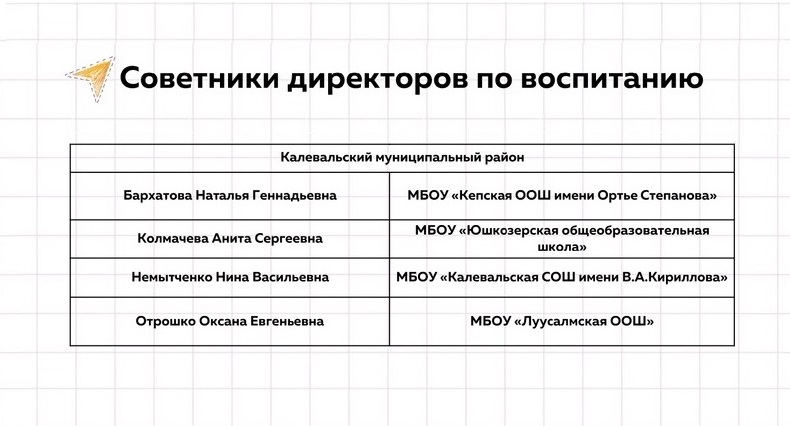 Советники директоров по воспитанию
Калевальский муниципальный район
Бархатова Наталья Геннадьевна
МБОУ «Кепская ООШ имени Ортье Степанова»
Колмачева Анита Сергеевна
МБОУ «Юшкозерская общеобразовательная
школа»
Немытченко Нина Васильевна
МБОУ «Калевальская СОШ имени В.А.Кириллова»
Отрошко Оксана Евгеньевна
МБОУ «Луусалмская ООШ»